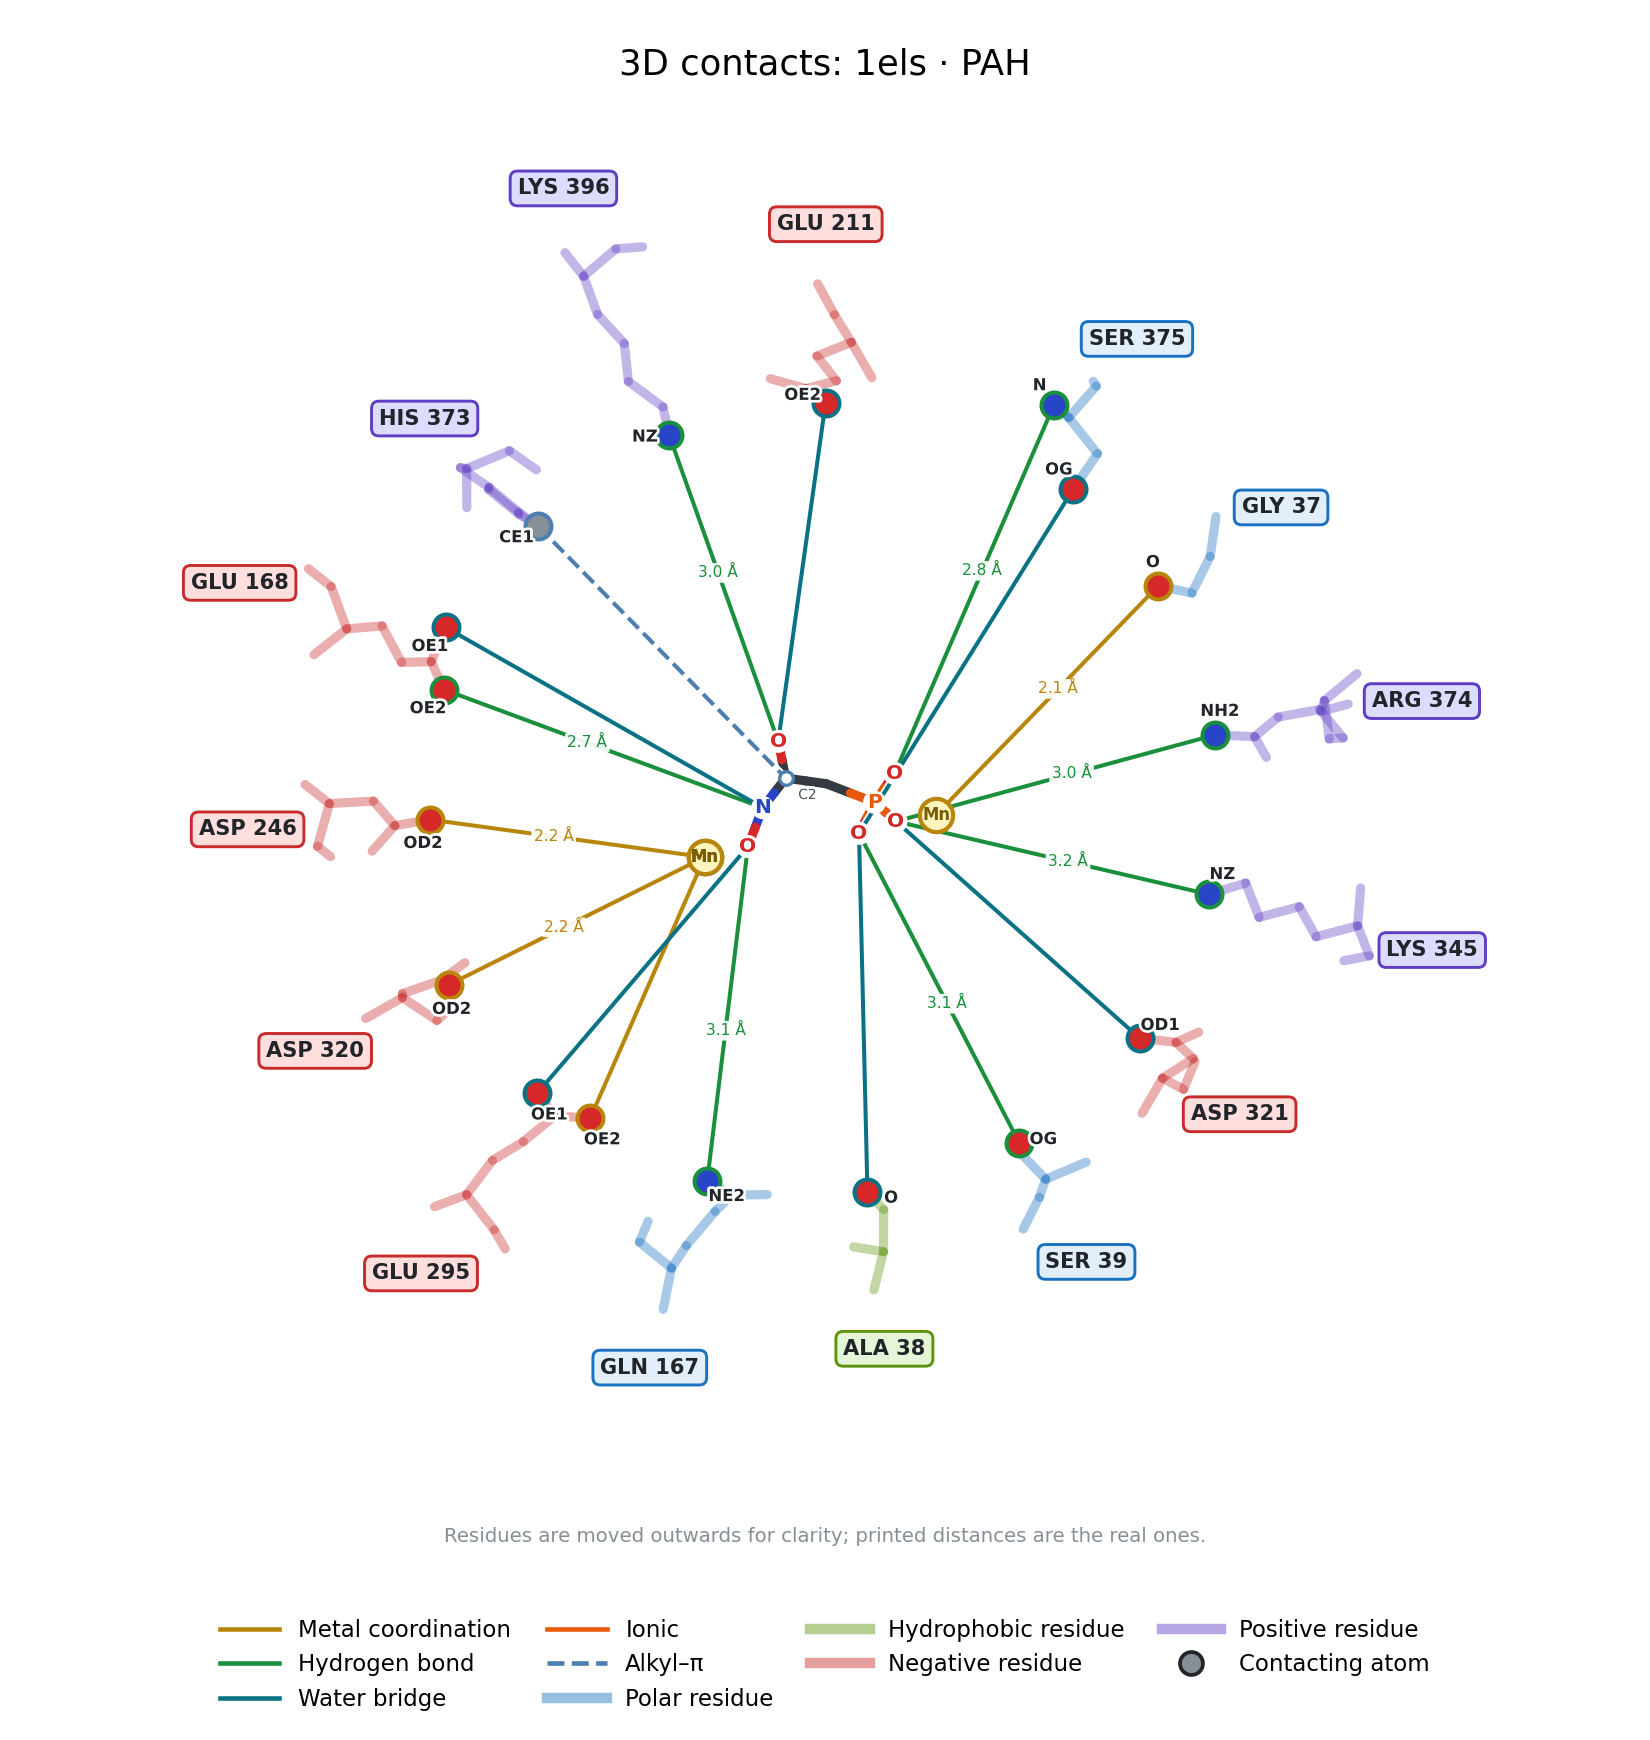 3D contacts: 1els · PAH
LYS 396
GLU 211
SER 375
HIS 373
GLY 37
GLU 168
ARG 374
ASP 246
LYS 345
ASP 320
ASP 321
GLU 295
SER 39
GLN 167
ALA 38
OE2
N
NZ
OG
CE1
O
OE1
OE2
NH2
OD2
NZ
OD2
OD1
OE1
OE2
OG
NE2
O
3.0 Å
2.8 Å
2.1 Å
2.7 Å
3.0 Å
2.2 Å
3.2 Å
2.2 Å
3.1 Å
3.1 Å
O
O
C2
P
N
Mn
O
O
O
Mn
Residues are moved outwards for clarity; printed distances are the real ones.
Metal coordination
Hydrogen bond
Water bridge
Ionic
Alkyl–π
Polar residue
Hydrophobic residue
Negative residue
Positive residue
Contacting atom